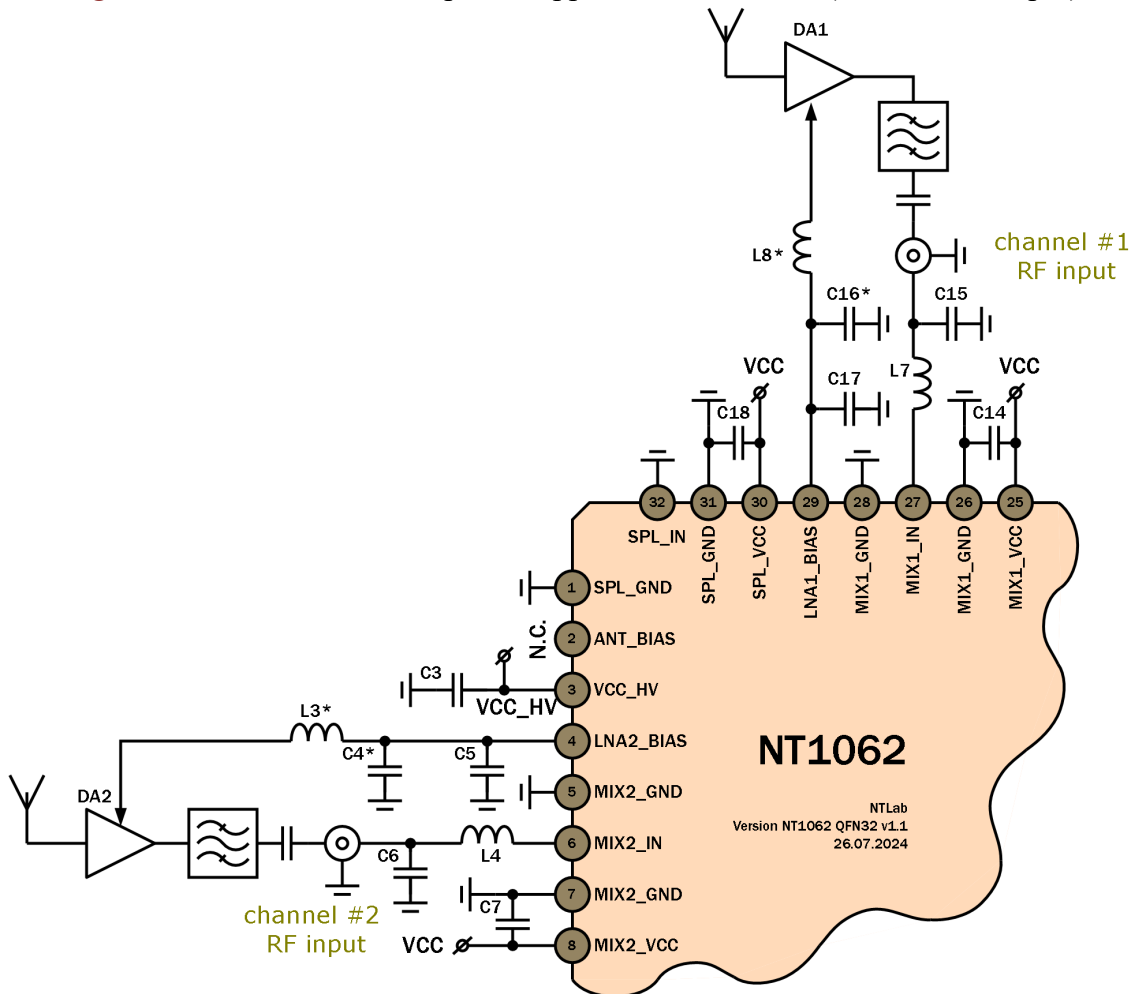 DA1
channel #1
RF input
L8*
C16*
C15
VCC
L7
VCC
C17
C18
C14
32
31
30
29
28
27
26
25
SPL_IN
SPL_GND
SPL_VCC
LNA1_BIAS
MIX1_GND
MIX1_IN
MIX1_GND
MIX1_VCC
1 SPL_GND
N.C.
2 ANT_BIAS
C3
3 VCC_HV
VCC_HV
L3*
C4*
C5
4 LNA2_BIAS
NT1062
DA2
5 MIX2_GND
NTLab
Version NT1062 QFN32 v1.1
26.07.2024
C6
L4
6 MIX2_IN
channel #2
RF input
C7
7 MIX2_GND
VCC
8 MIX2_VCC